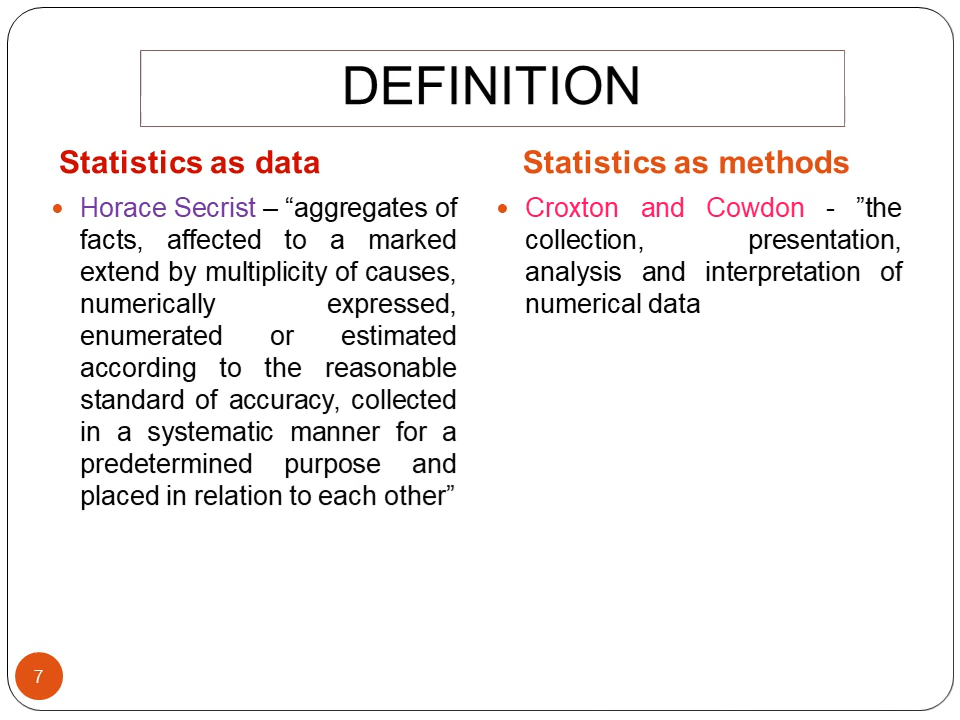 DEFINITION
Statistics as data
Horace Secrist – “aggregates of
facts, affected to a marked
extend by multiplicity of causes,
numerically expressed,
enumerated or estimated
according to the reasonable
standard of accuracy, collected
in a systematic manner for a
predetermined purpose and
placed in relation to each other”
Statistics as methods
Croxton and Cowdon - ”the
collection, presentation,
analysis and interpretation of
numerical data
7